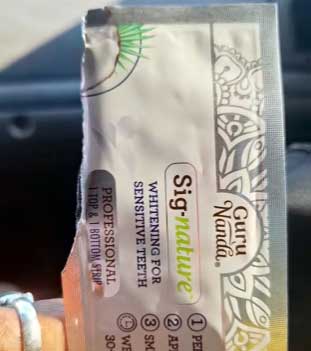 Guru
Nanda®
Sig-nature
WHITENING FOR
SENSITIVE TEETH
PROFESSIONAL
1 TOP & 1 BOTTOM STRIP
1
2
3